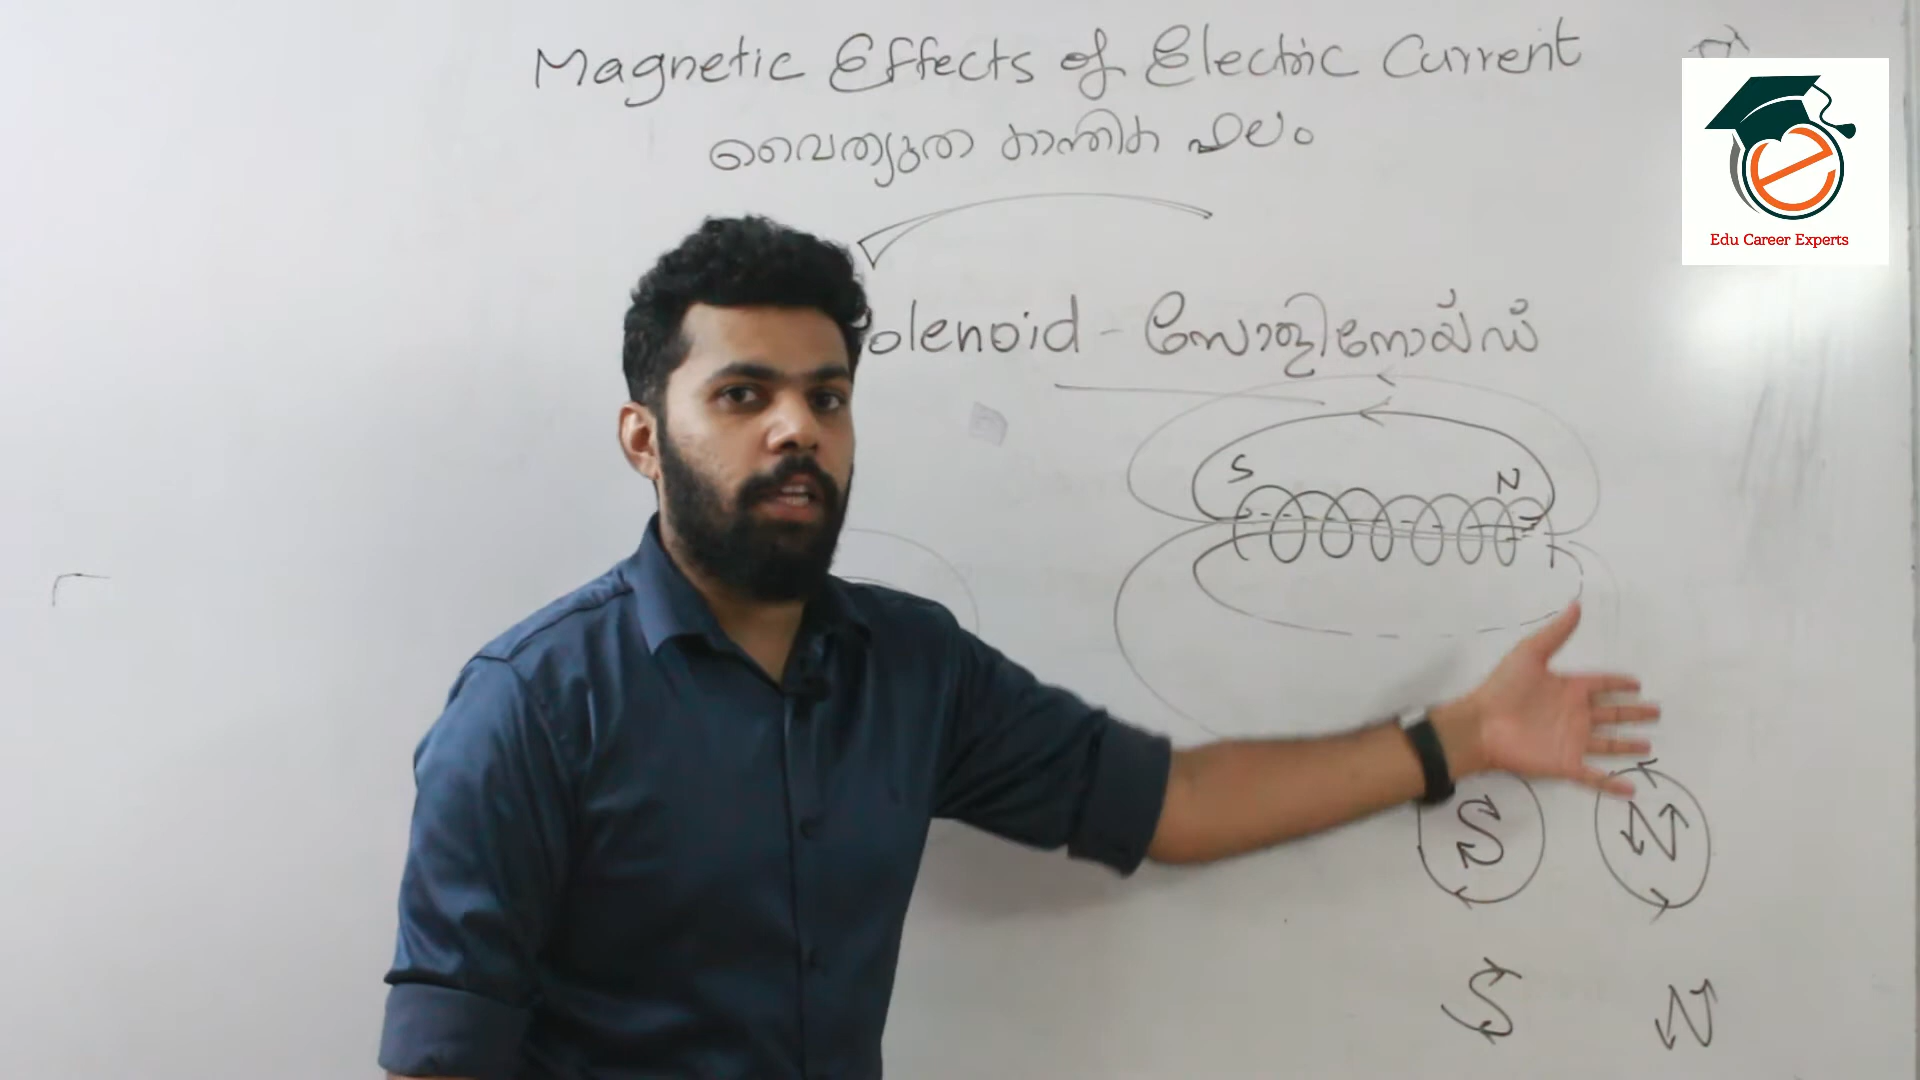 Magnetic Effects of Electric Current
വൈദ്യുത കാന്തിക ഫലം
Edu Career Experts
olenoid - സോളിനോയ്ഡ്
S N
S N
S N